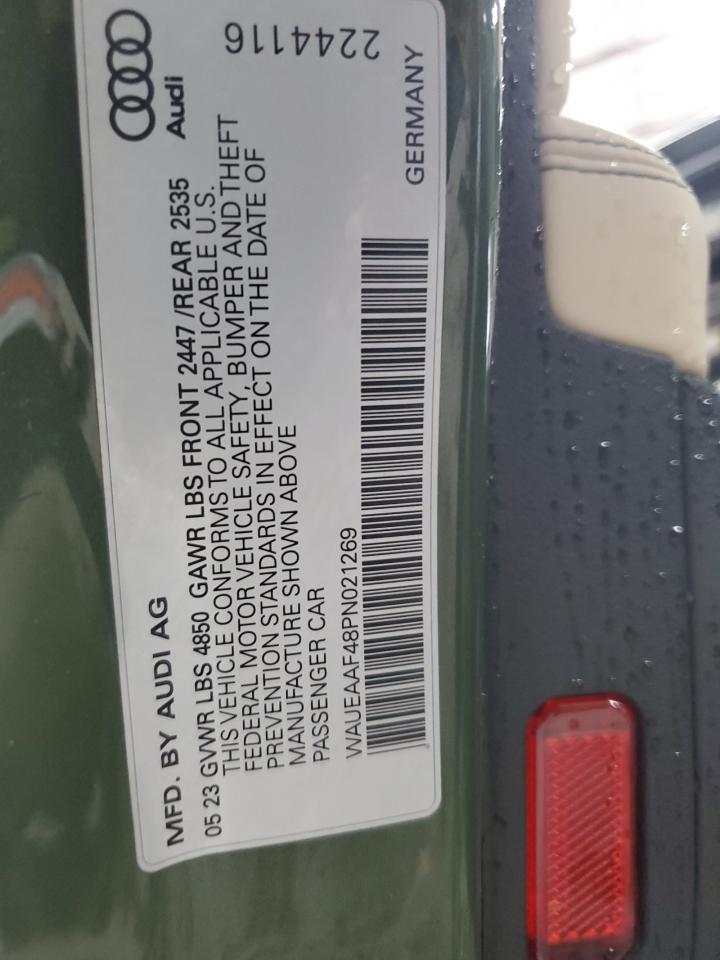 MFD. BY AUDI AG
Audi
05 23 GVWR LBS 4850 GAWR LBS FRONT 2447 /REAR 2535
THIS VEHICLE CONFORMS TO ALL APPLICABLE U.S.
FEDERAL MOTOR VEHICLE SAFETY, BUMPER AND THEFT
PREVENTION STANDARDS IN EFFECT ON THE DATE OF
MANUFACTURE SHOWN ABOVE
PASSENGER CAR
WAUEAAF48PN021269
GERMANY
2244116